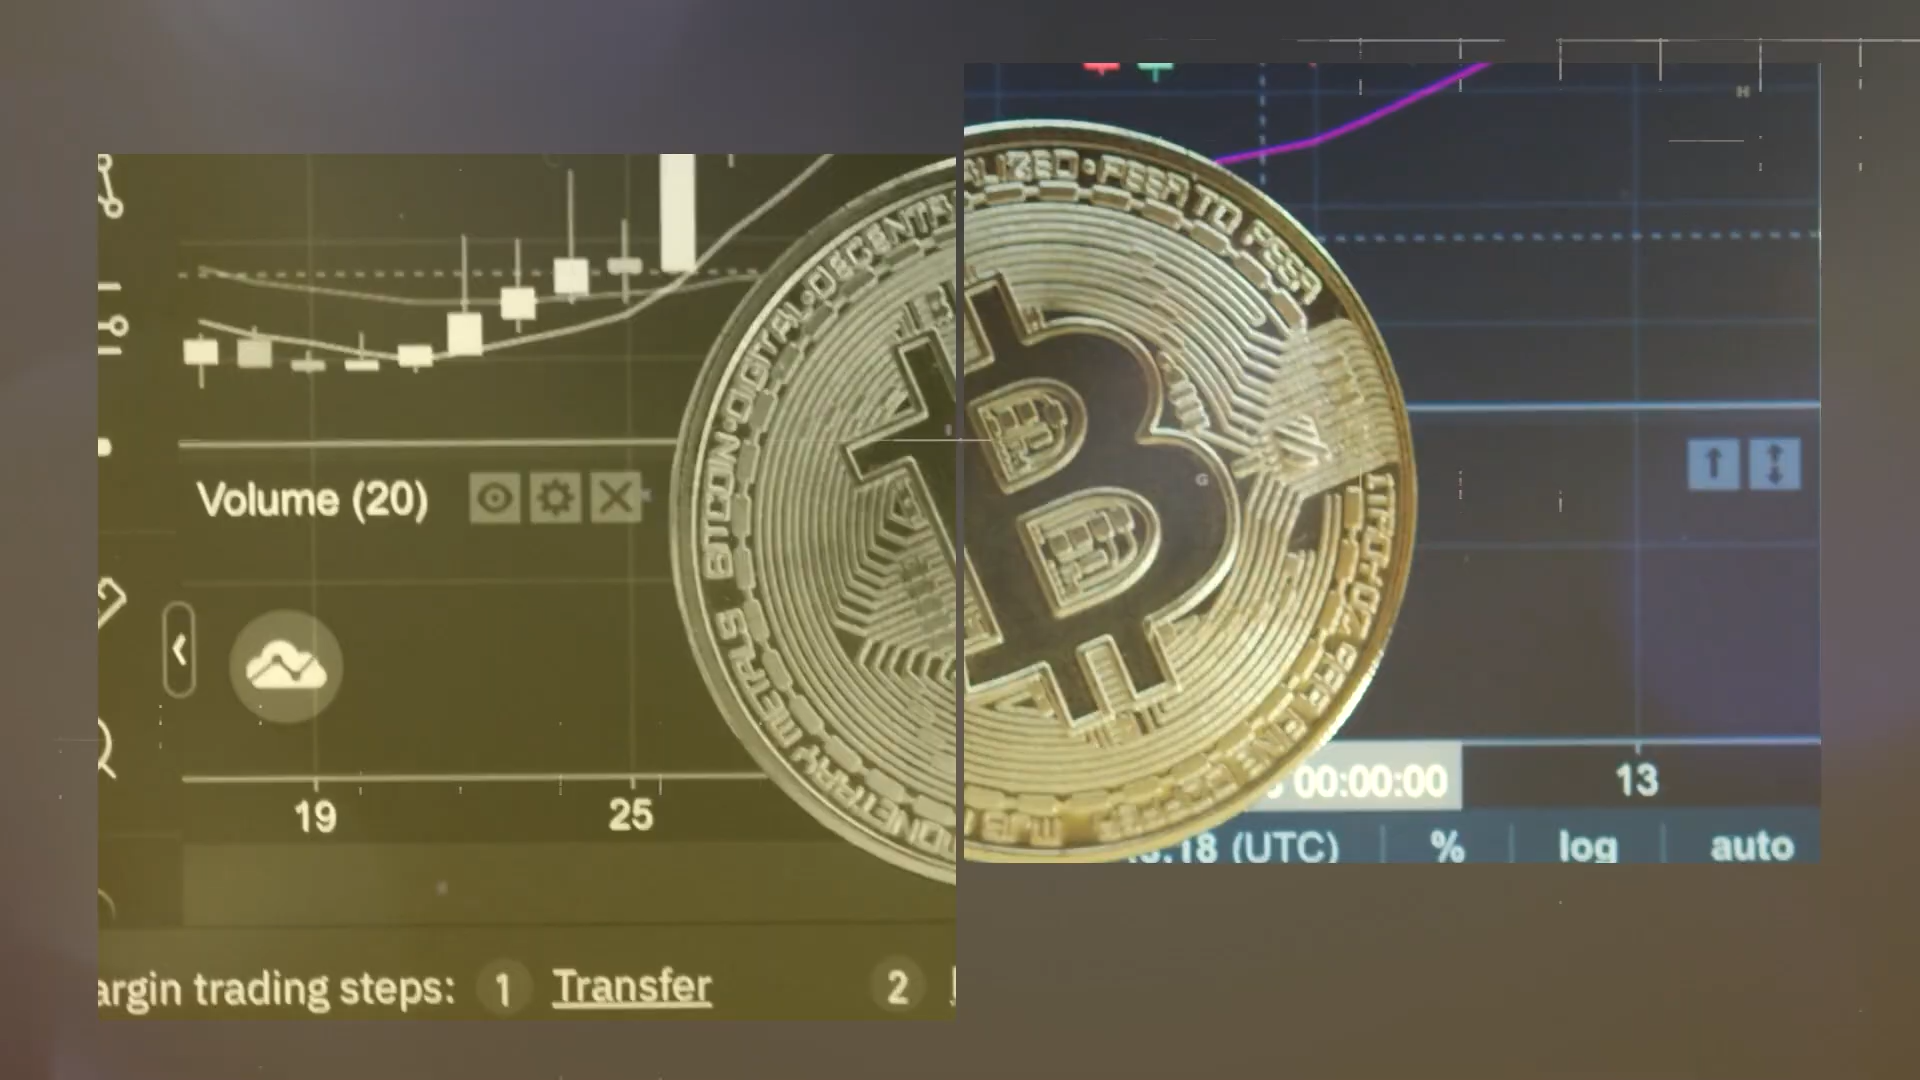 BITCOIN·DIGITAL·DECENTRALIZED·PEER TO PEER
Volume (20)
19
25
00:00:00
13
(UTC)
%
log
auto
argin trading steps:
1
Transfer
2